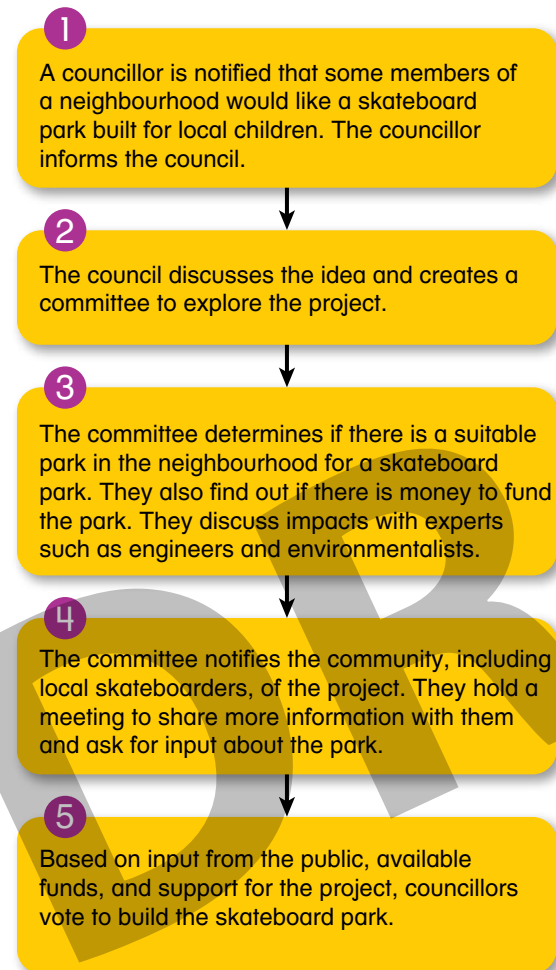 1
A councillor is notified that some members of
a neighbourhood would like a skateboard
park built for local children. The councillor
informs the council.
2
The council discusses the idea and creates a
committee to explore the project.
3
The committee determines if there is a suitable
park in the neighbourhood for a skateboard
park. They also find out if there is money to fund
the park. They discuss impacts with experts
such as engineers and environmentalists.
4
The committee notifies the community, including
local skateboarders, of the project. They hold a
meeting to share more information with them
and ask for input about the park.
5
Based on input from the public, available
funds, and support for the project, councillors
vote to build the skateboard park.
DR